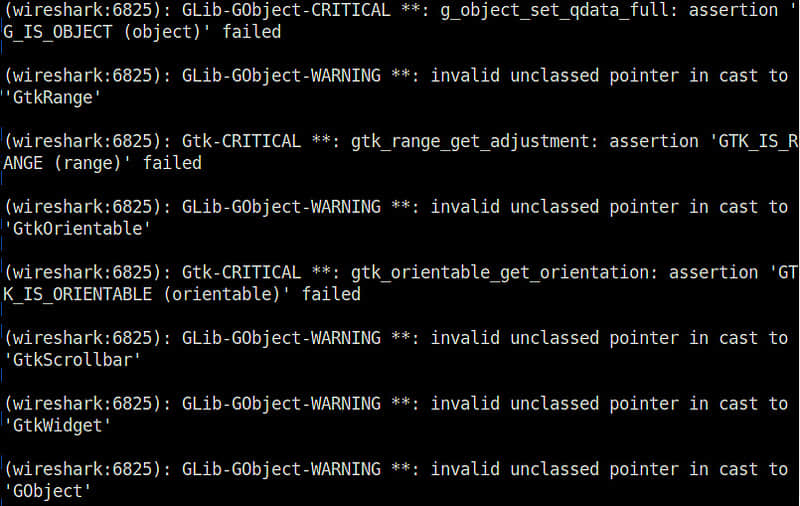 (wireshark:6825): GLib-GObject-CRITICAL **: g_object_set_qdata_full: assertion '
G_IS_OBJECT (object)' failed
(wireshark:6825): GLib-GObject-WARNING **: invalid unclassed pointer in cast to
'GtkRange'
(wireshark:6825): Gtk-CRITICAL **: gtk_range_get_adjustment: assertion 'GTK_IS_R
ANGE (range)' failed
(wireshark:6825): GLib-GObject-WARNING **: invalid unclassed pointer in cast to
'GtkOrientable'
(wireshark:6825): Gtk-CRITICAL **: gtk_orientable_get_orientation: assertion 'GT
K_IS_ORIENTABLE (orientable)' failed
(wireshark:6825): GLib-GObject-WARNING **: invalid unclassed pointer in cast to
'GtkScrollbar'
(wireshark:6825): GLib-GObject-WARNING **: invalid unclassed pointer in cast to
'GtkWidget'
(wireshark:6825): GLib-GObject-WARNING **: invalid unclassed pointer in cast to
'GObject'